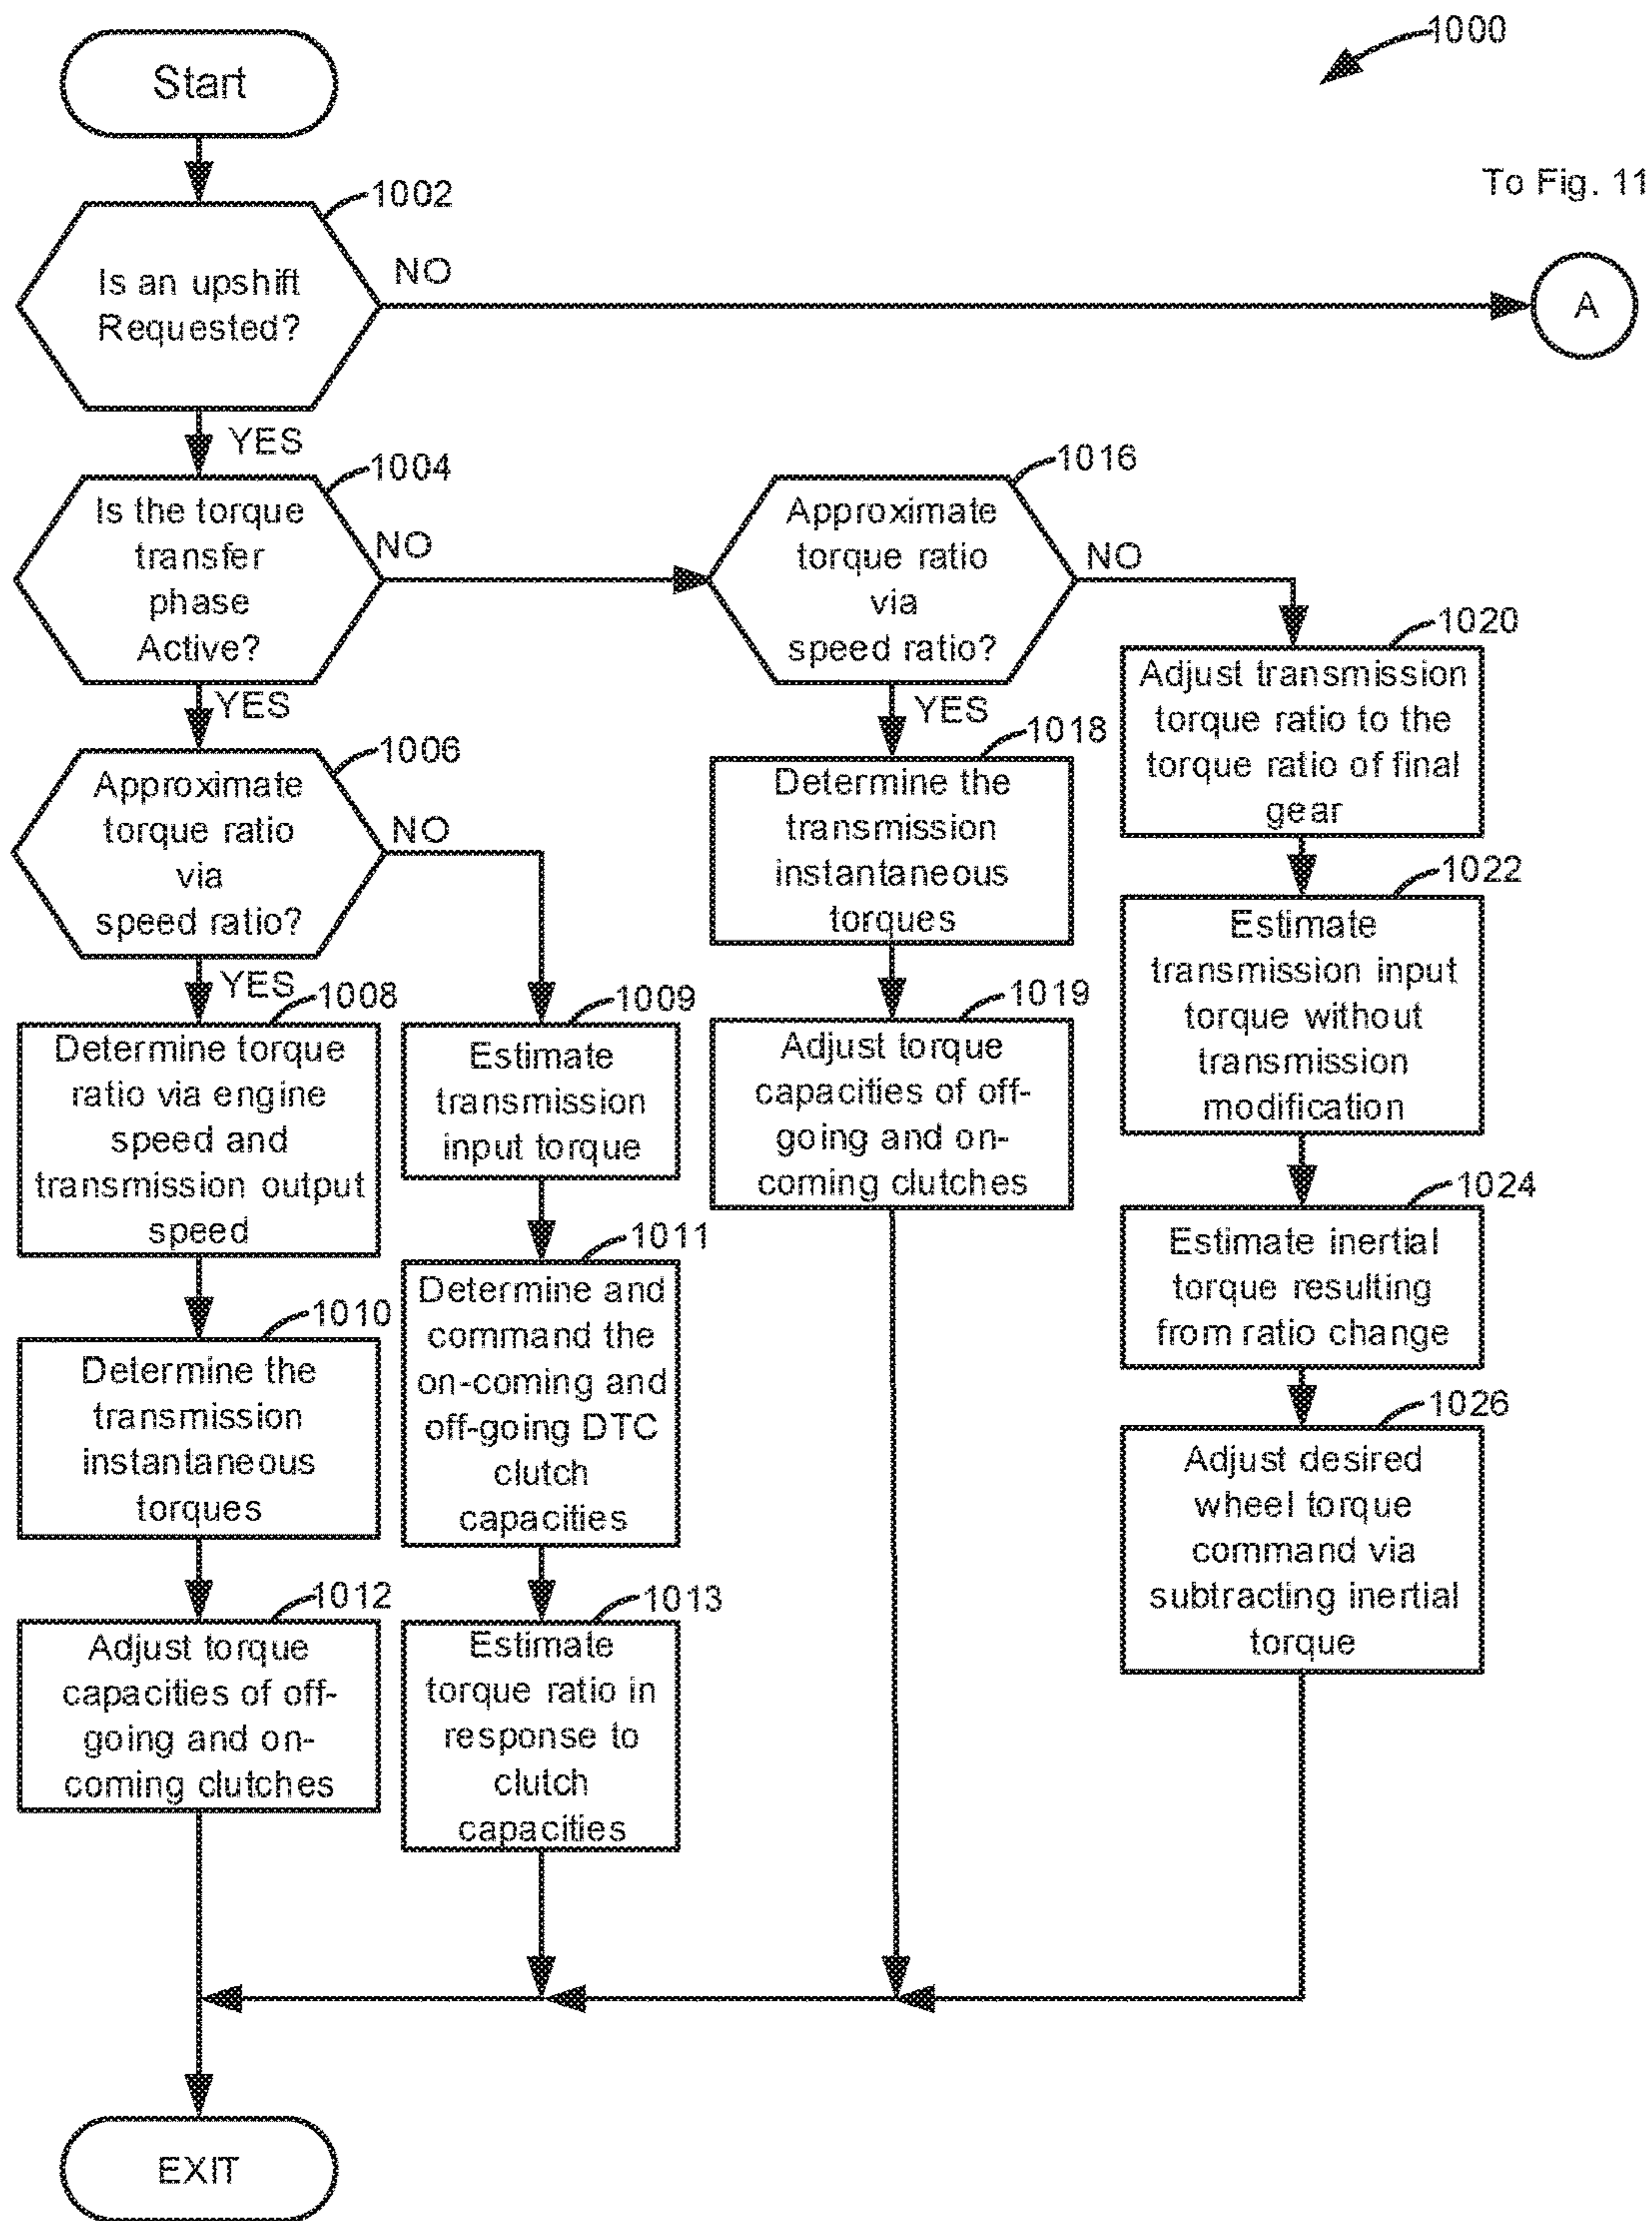 1000
Start
To Fig. 11
1002
Is an upshift
Requested?
NO
A
YES
1004
Is the torque
transfer
phase
Active?
NO
1016
Approximate
torque ratio
via
speed ratio?
NO
YES
YES
1006
Approximate
torque ratio
via
speed ratio?
NO
YES
1008
Determine torque
ratio via engine
speed and
transmission output
speed
1010
Determine the
transmission
instantaneous
torques
1012
Adjust torque
capacities of off-
going and on-
coming clutches
1009
Estimate
transmission
input torque
1011
Determine and
command the
on-coming and
off-going DTC
clutch
capacities
1013
Estimate
torque ratio in
response to
clutch
capacities
1018
Determine the
transmission
instantaneous
torques
1019
Adjust torque
capacities of off-
going and on-
coming clutches
1020
Adjust transmission
torque ratio to the
torque ratio of final
gear
1022
Estimate
transmission input
torque without
transmission
modification
1024
Estimate inertial
torque resulting
from ratio change
1026
Adjust desired
wheel torque
command via
subtracting inertial
torque
EXIT